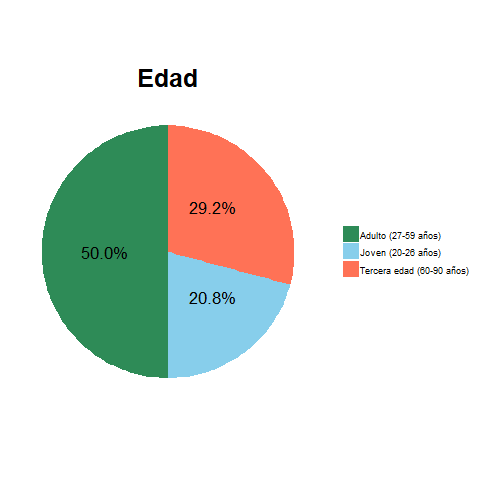 Edad
29.2%
50.0%
20.8%
Adulto (27-59 años)
Joven (20-26 años)
Tercera edad (60-90 años)